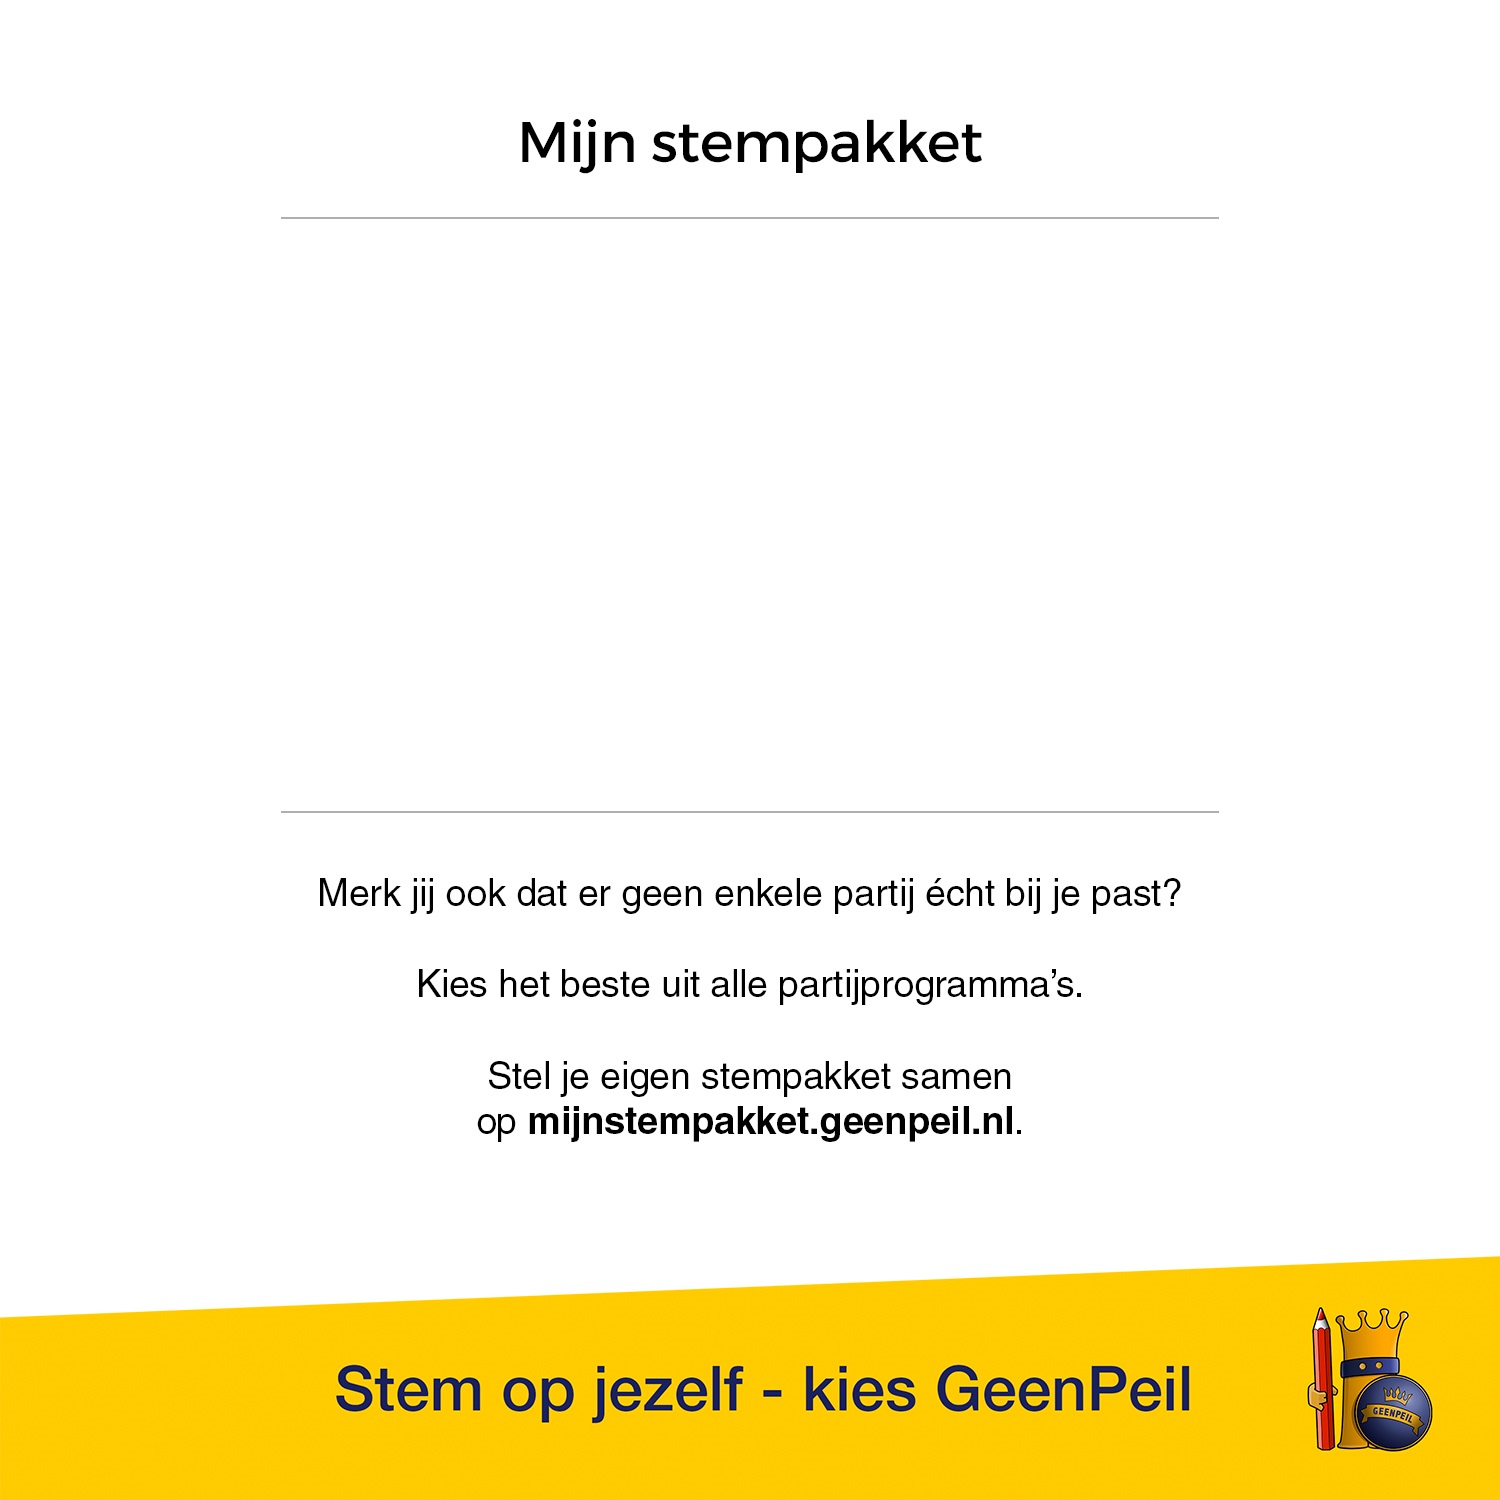 Mijn stempakket
Merk jij ook dat er geen enkele partij écht bij je past?
Kies het beste uit alle partijprogramma’s.
Stel je eigen stempakket samen
op mijnstempakket.geenpeil.nl.
Stem op jezelf - kies GeenPeil
GEENPEIL